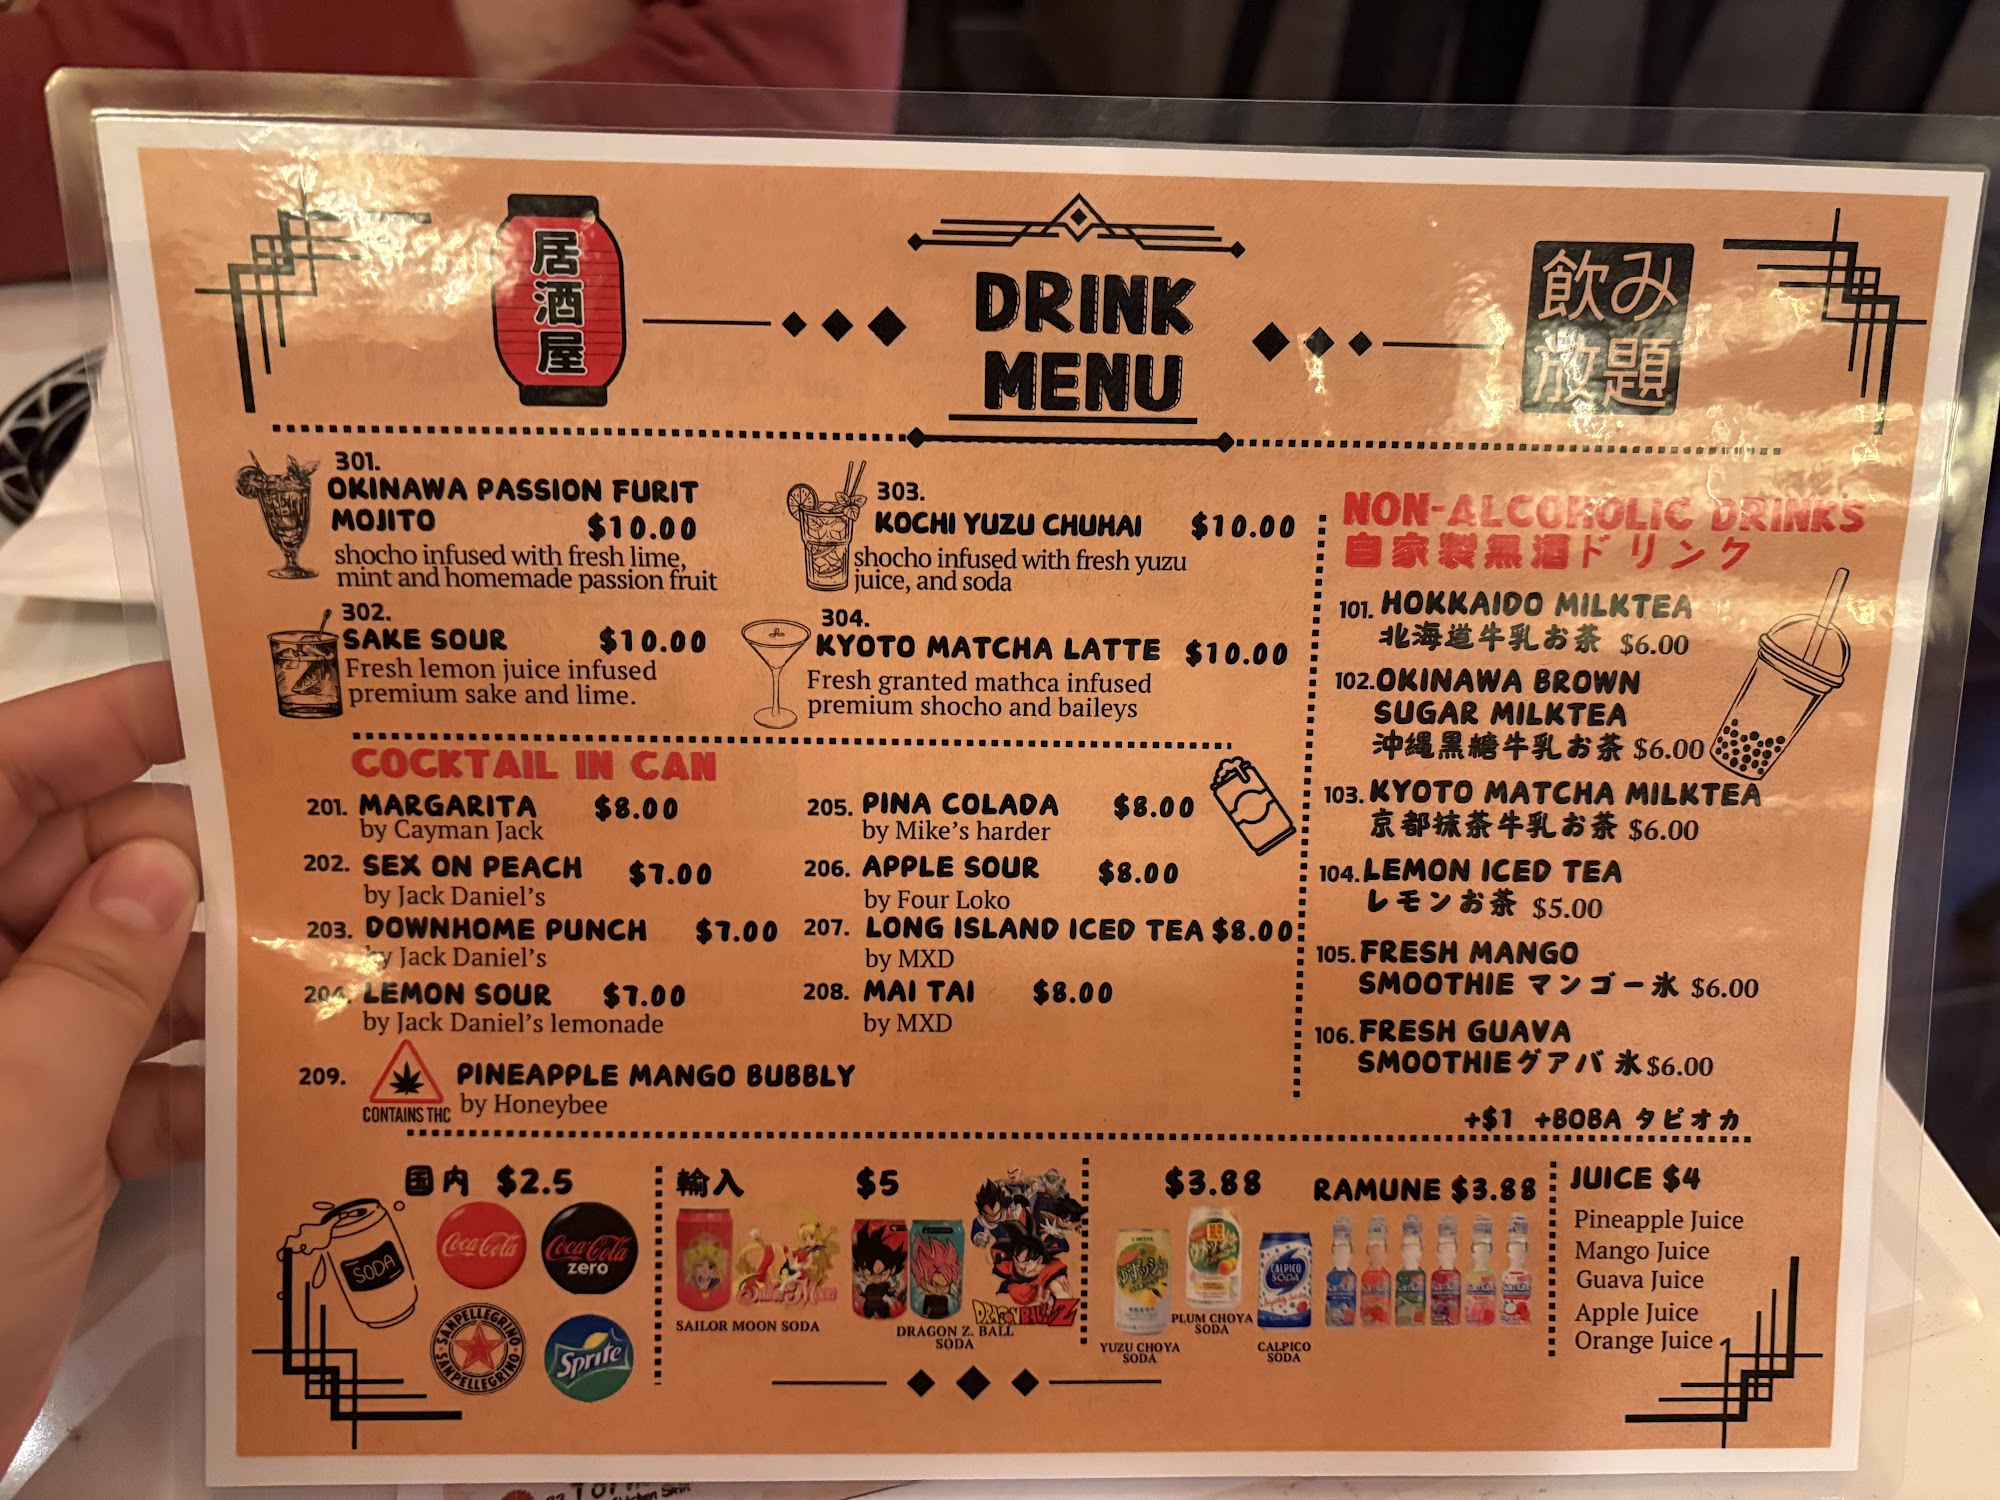 居酒屋
DRINK
MENU
飲み
放題
301.
OKINAWA PASSION FURIT
MOJITO $10.00
shocho infused with fresh lime,
mint and homemade passion fruit
302.
SAKE SOUR $10.00
Fresh lemon juice infused
premium sake and lime.
303.
KOCHI YUZU CHUHAI $10.00
shocho infused with fresh yuzu
juice, and soda
304.
KYOTO MATCHA LATTE $10.00
Fresh granted mathca infused
premium shocho and baileys
COCKTAIL IN CAN
201. MARGARITA $8.00
by Cayman Jack
202. SEX ON PEACH $7.00
by Jack Daniel's
203. DOWNHOME PUNCH $7.00
by Jack Daniel's
204. LEMON SOUR $7.00
by Jack Daniel's lemonade
205. PINA COLADA $8.00
by Mike's harder
206. APPLE SOUR $8.00
by Four Loko
207. LONG ISLAND ICED TEA $8.00
by MXD
208. MAI TAI $8.00
by MXD
209. PINEAPPLE MANGO BUBBLY
CONTAINS THC by Honeybee
NON-ALCOHOLIC DRINKS
自家製無酒ドリンク
101. HOKKAIDO MILKTEA
北海道牛乳お茶 $6.00
102. OKINAWA BROWN
SUGAR MILKTEA
沖縄黒糖牛乳お茶 $6.00
103. KYOTO MATCHA MILKTEA
京都抹茶牛乳お茶 $6.00
104. LEMON ICED TEA
レモンお茶 $5.00
105. FRESH MANGO
SMOOTHIE マンゴー氷 $6.00
106. FRESH GUAVA
SMOOTHIE グアバ 氷 $6.00
+$1 +BOBA タピオカ
国内 $2.5
SODA
Coca-Cola
Coca-Cola
zero
SANPELLEGRINO
SANPELLEGRINO
Sprite
輸入 $5
Sailor Moon
SAILOR MOON SODA
DRAGON BALL Z
DRAGON Z. BALL
SODA
$3.88
CHOYA
YUZU CHOYA
SODA
PLUM CHOYA
SODA
CALPICO
SODA
CALPICO
SODA
RAMUNE $3.88
JUICE $4
Pineapple Juice
Mango Juice
Guava Juice
Apple Juice
Orange Juice
Chicken Skin